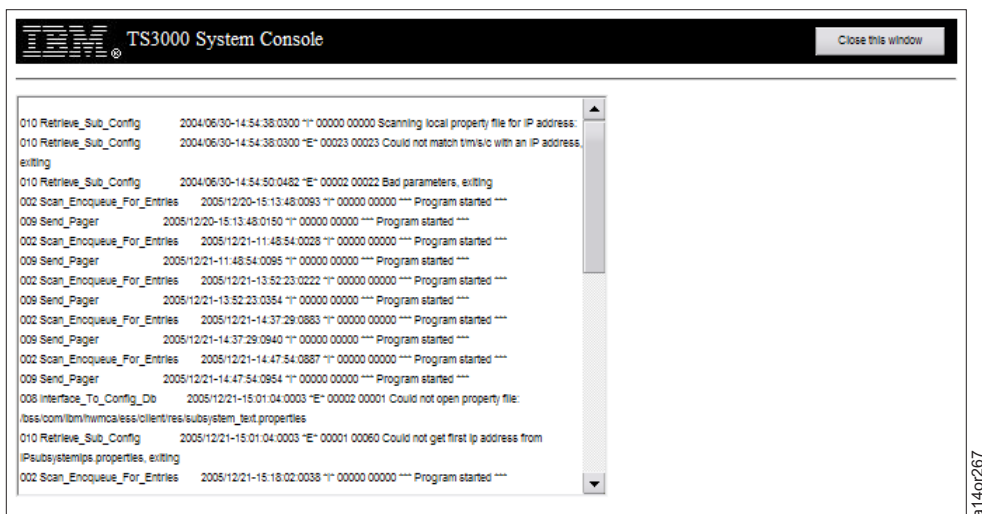 IBM® TS3000 System Console
Close this window
010 Retrieve_Sub_Config 2004/06/30-14:54:38:0300 *I* 00000 00000 Scanning local property file for IP address:
010 Retrieve_Sub_Config 2004/06/30-14:54:38:0300 *E* 00023 00023 Could not match t/m/s/c with an IP address,
exiting
010 Retrieve_Sub_Config 2004/06/30-14:54:50:0482 *E* 00002 00022 Bad parameters, exiting
002 Scan_Enoqueue_For_Entries 2005/12/20-15:13:48:0093 *I* 00000 00000 *** Program started ***
009 Send_Pager 2005/12/20-15:13:48:0150 *I* 00000 00000 *** Program started ***
002 Scan_Enoqueue_For_Entries 2005/12/21-11:48:54:0028 *I* 00000 00000 *** Program started ***
009 Send_Pager 2005/12/21-11:48:54:0095 *I* 00000 00000 *** Program started ***
002 Scan_Enoqueue_For_Entries 2005/12/21-13:52:23:0222 *I* 00000 00000 *** Program started ***
009 Send_Pager 2005/12/21-13:52:23:0354 *I* 00000 00000 *** Program started ***
002 Scan_Enoqueue_For_Entries 2005/12/21-14:37:29:0883 *I* 00000 00000 *** Program started ***
009 Send_Pager 2005/12/21-14:37:29:0940 *I* 00000 00000 *** Program started ***
002 Scan_Enoqueue_For_Entries 2005/12/21-14:47:54:0887 *I* 00000 00000 *** Program started ***
009 Send_Pager 2005/12/21-14:47:54:0954 *I* 00000 00000 *** Program started ***
008 Interface_To_Config_Db 2005/12/21-15:01:04:0003 *E* 00002 00001 Could not open property file:
/bss/com/ibm/hwmca/ess/client/res/subsystem_text.properties
010 Retrieve_Sub_Config 2005/12/21-15:01:04:0003 *E* 00001 00060 Could not get first ip address from
IPsubsystemips.properties, exiting
002 Scan_Enoqueue_For_Entries 2005/12/21-15:18:02:0038 *I* 00000 00000 *** Program started ***
a14or267